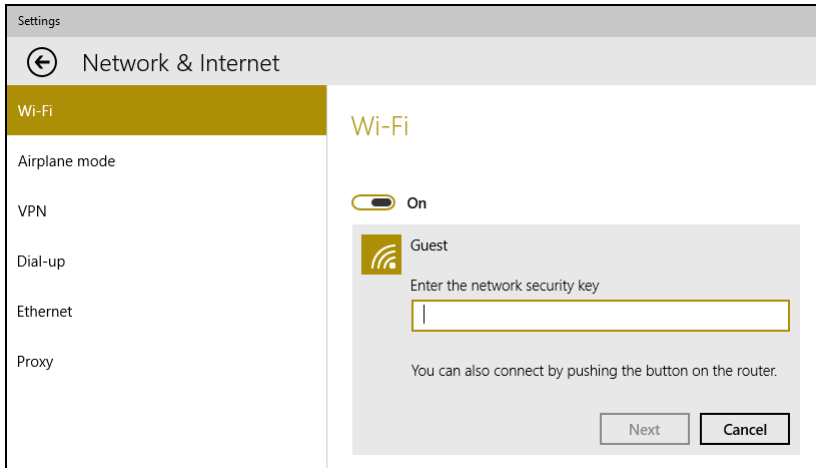 Settings
Network & Internet
Wi-Fi
Airplane mode
VPN
Dial-up
Ethernet
Proxy
Wi-Fi
On
Guest
Enter the network security key
You can also connect by pushing the button on the router.
Next Cancel